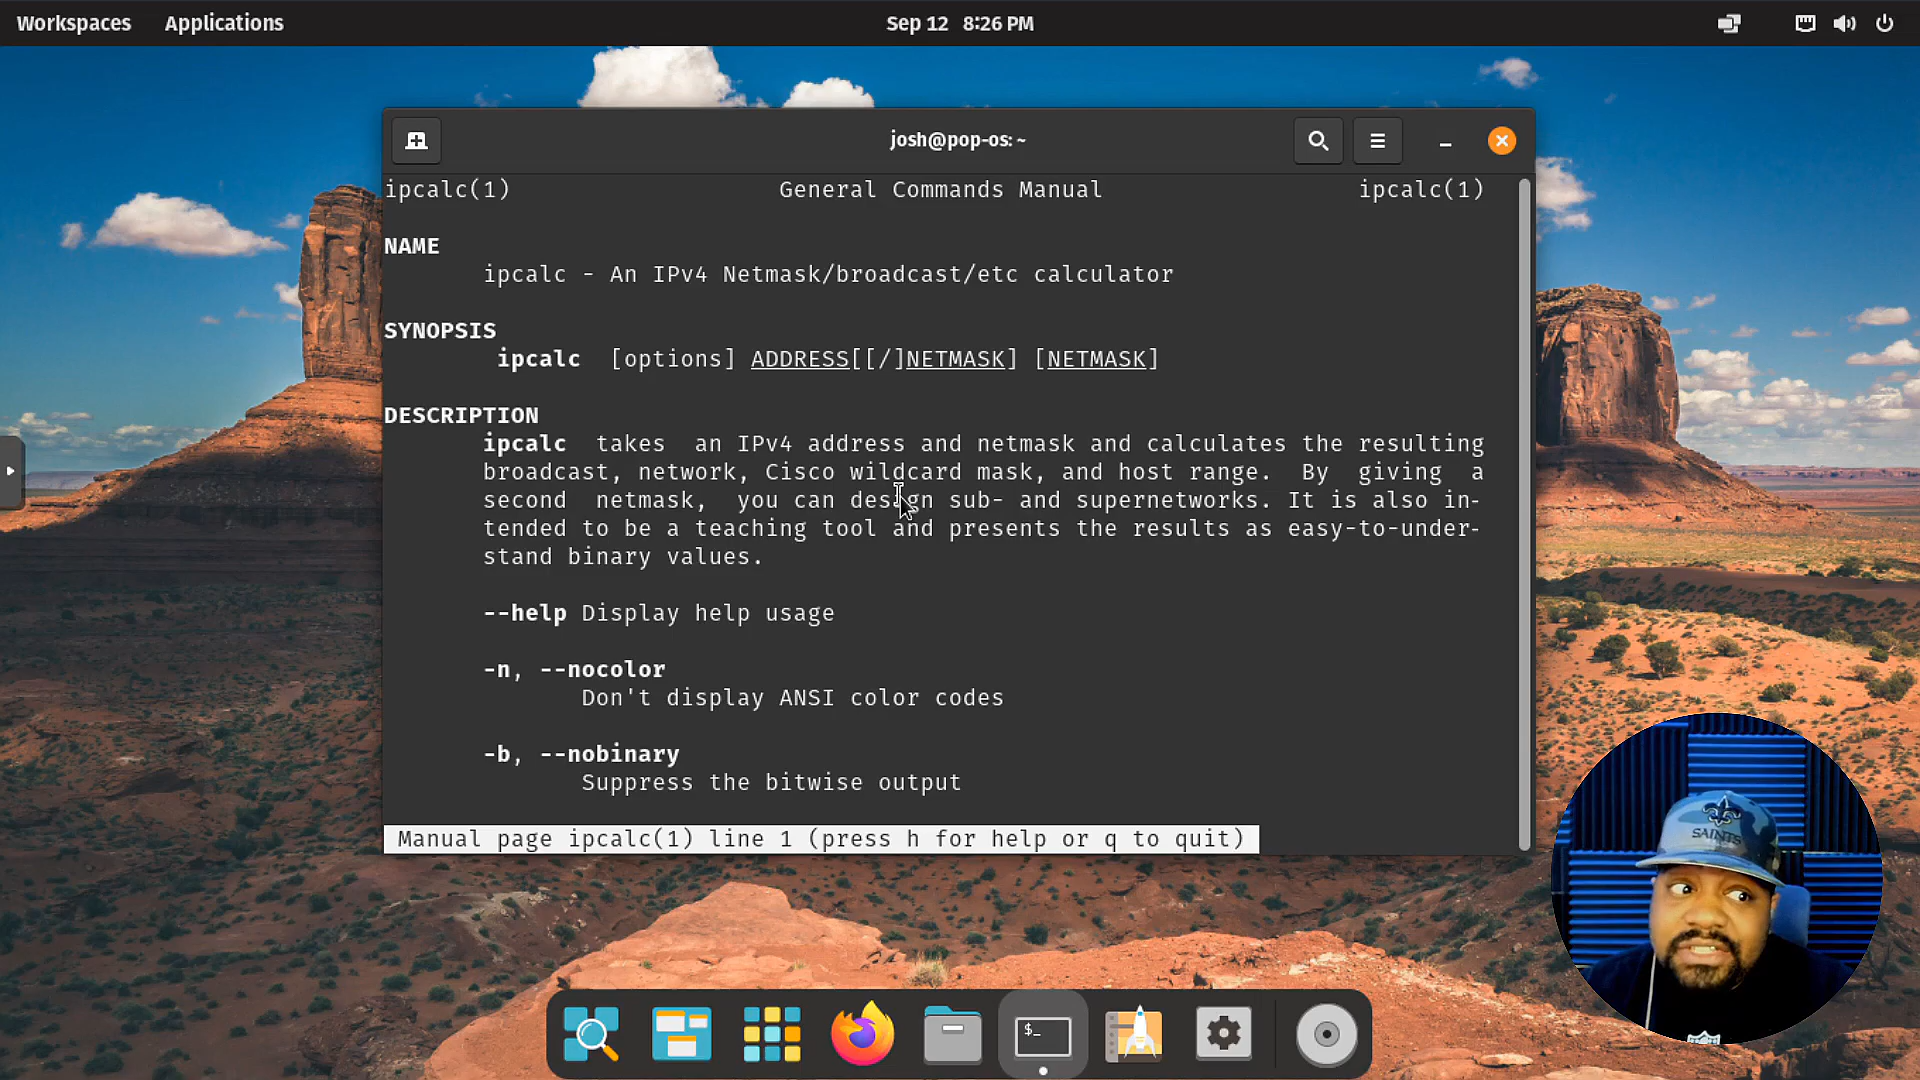 Workspaces Applications Sep 12 8:26 PM
josh@pop-os: ~
ipcalc(1) General Commands Manual ipcalc(1)
NAME
ipcalc - An IPv4 Netmask/broadcast/etc calculator
SYNOPSIS
ipcalc [options] ADDRESS[[/]NETMASK] [NETMASK]
DESCRIPTION
ipcalc takes an IPv4 address and netmask and calculates the resulting
broadcast, network, Cisco wildcard mask, and host range. By giving a
second netmask, you can design sub- and supernetworks. It is also in-
tended to be a teaching tool and presents the results as easy-to-under-
stand binary values.
--help Display help usage
-n, --nocolor
Don't display ANSI color codes
-b, --nobinary
Suppress the bitwise output
Manual page ipcalc(1) line 1 (press h for help or q to quit)
SAINTS
$_